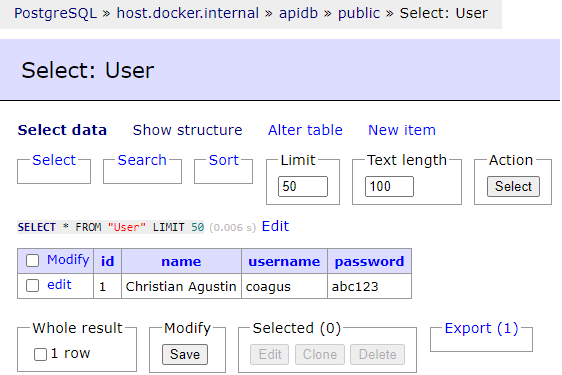 PostgreSQL » host.docker.internal » apidb » public » Select: User
Select: User
Select data Show structure Alter table New item
Select Search Sort Limit Text length Action
50 100 Select
SELECT * FROM "User" LIMIT 50 (0.006 s) Edit
Modify id name username password
edit 1 Christian Agustin coagus abc123
Whole result Modify Selected (0) Export (1)
1 row Save Edit Clone Delete